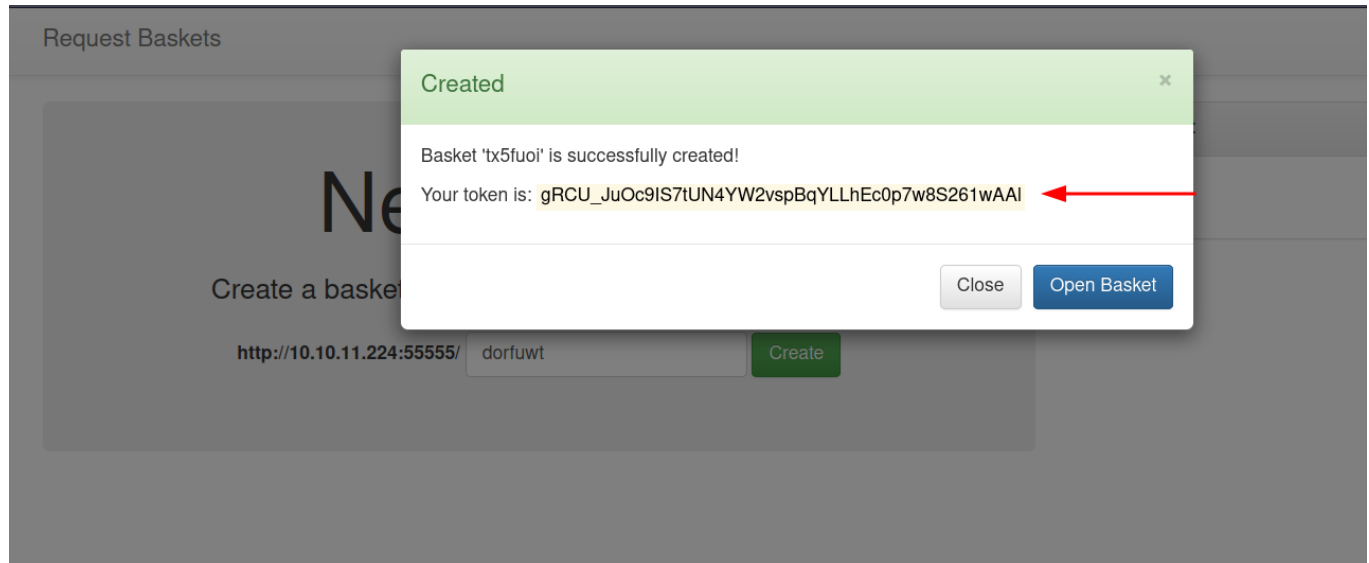 Request Baskets
Created
×
Basket 'tx5fuoi' is successfully created!
Your token is: gRCU_JuOc9IS7tUN4YW2vspBqYLLhEc0p7w8S261wAAl
Close
Open Basket
Ne
Create a basket
http://10.10.11.224:55555/
dorfuwt
Create